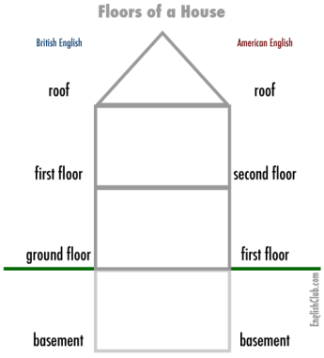 Floors of a House
British English
American English
roof
roof
first floor
second floor
ground floor
first floor
basement
basement
EnglishClub.com